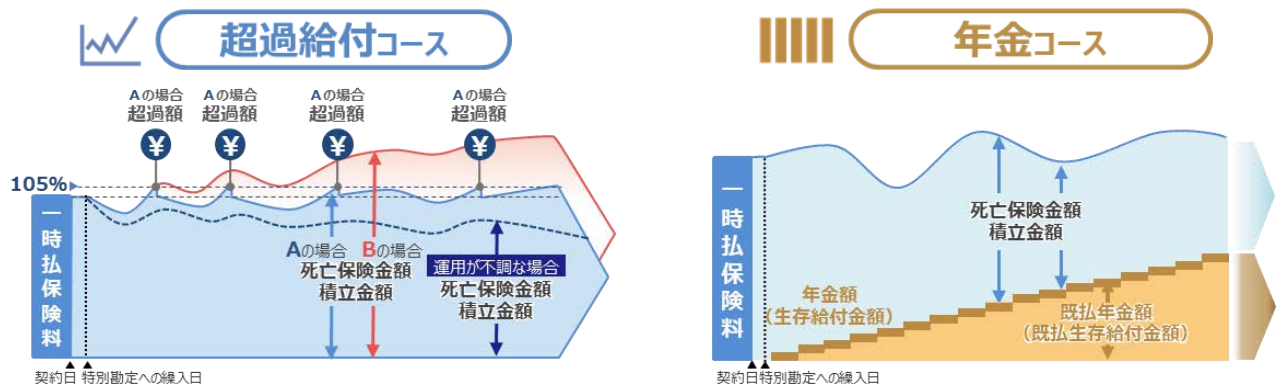 超過給付コース
Aの場合
超過額
Aの場合
超過額
Aの場合
超過額
Aの場合
超過額
¥
¥
¥
¥
105%
一時払保険料
Aの場合
Bの場合
死亡保険金額
積立金額
運用が不調な場合
死亡保険金額
積立金額
契約日
特別勘定への繰入日
年金コース
一時払保険料
死亡保険金額
積立金額
年金額
(生存給付金額)
既払年金額
(既払生存給付金額)
契約日
特別勘定への繰入日